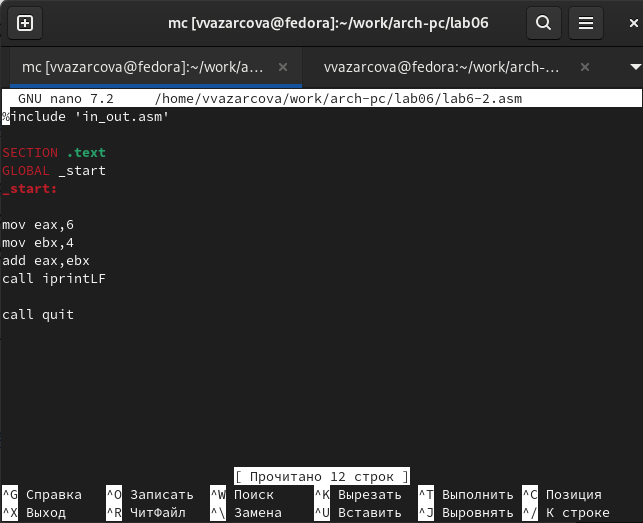 mc [vvazarcova@fedora]:~/work/arch-pc/lab06
mc [vvazarcova@fedora]:~/work/a... × vvazarcova@fedora:~/work/arch-... ×
GNU nano 7.2 /home/vvazarcova/work/arch-pc/lab06/lab6-2.asm
%include 'in_out.asm'
SECTION .text
GLOBAL _start
_start:
mov eax,6
mov ebx,4
add eax,ebx
call iprintLF
call quit
[ Прочитано 12 строк ]
^G Справка ^O Записать ^W Поиск ^K Вырезать ^T Выполнить ^C Позиция
^X Выход ^R ЧитФайл ^\ Замена ^U Вставить ^J Выровнять ^/ К строке